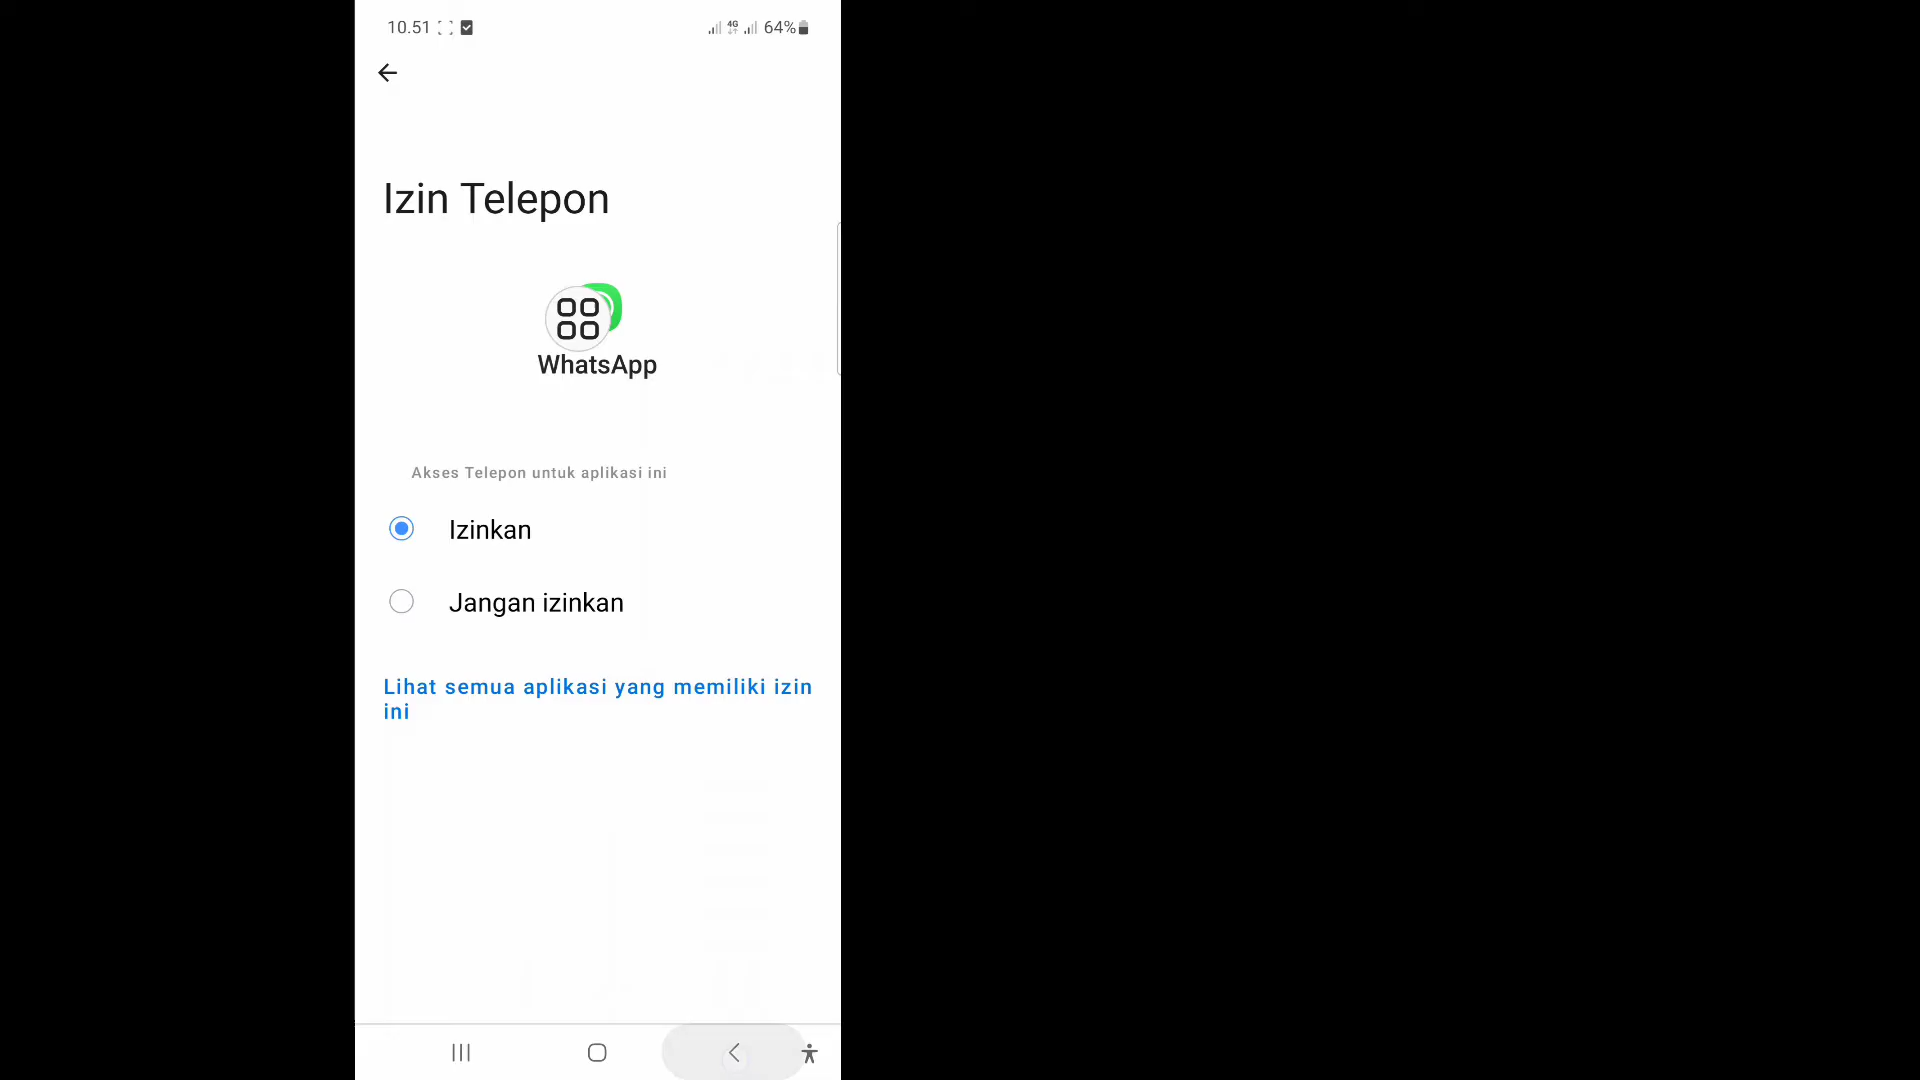 10.51 4G 64%
Izin Telepon
WhatsApp
Akses Telepon untuk aplikasi ini
Izinkan
Jangan izinkan
Lihat semua aplikasi yang memiliki izin
ini